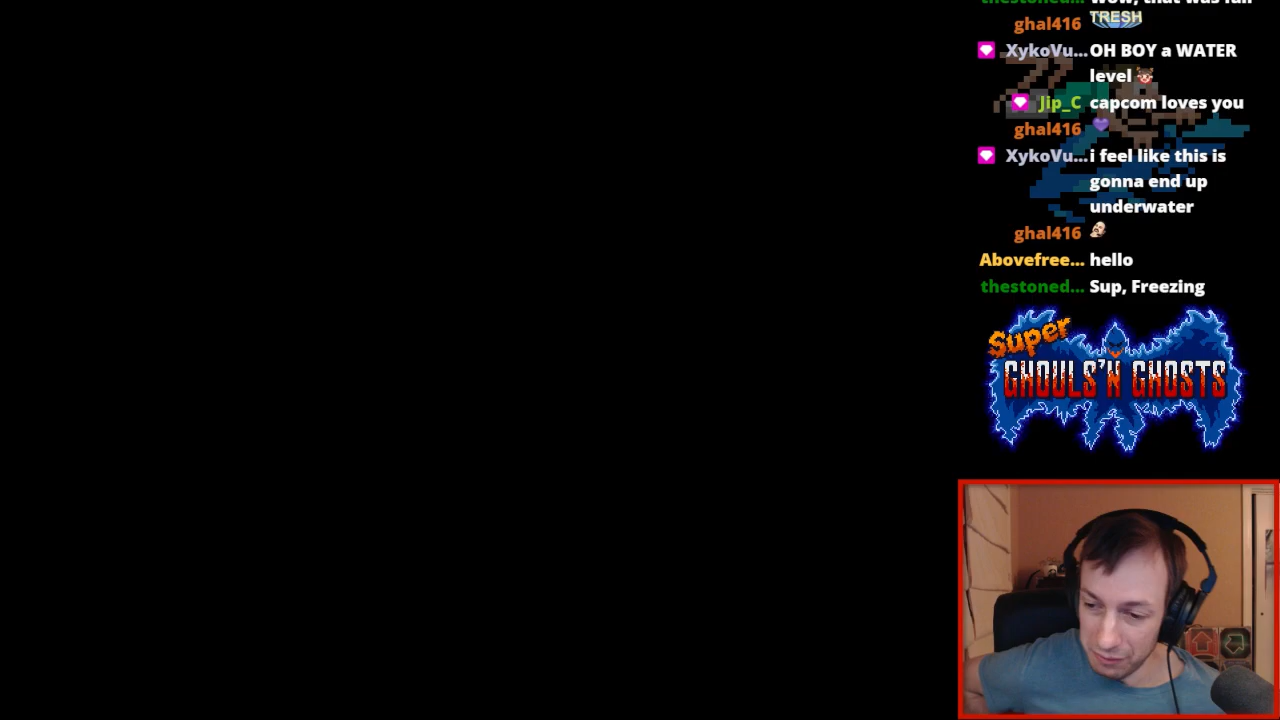 ghal416 TRESH
XykoVu... OH BOY a WATER
level
Jip_C capcom loves you
ghal416
XykoVu... i feel like this is
gonna end up
underwater
ghal416
Abovefree... hello
thestoned... Sup, Freezing
Super
GHOULS'N GHOSTS